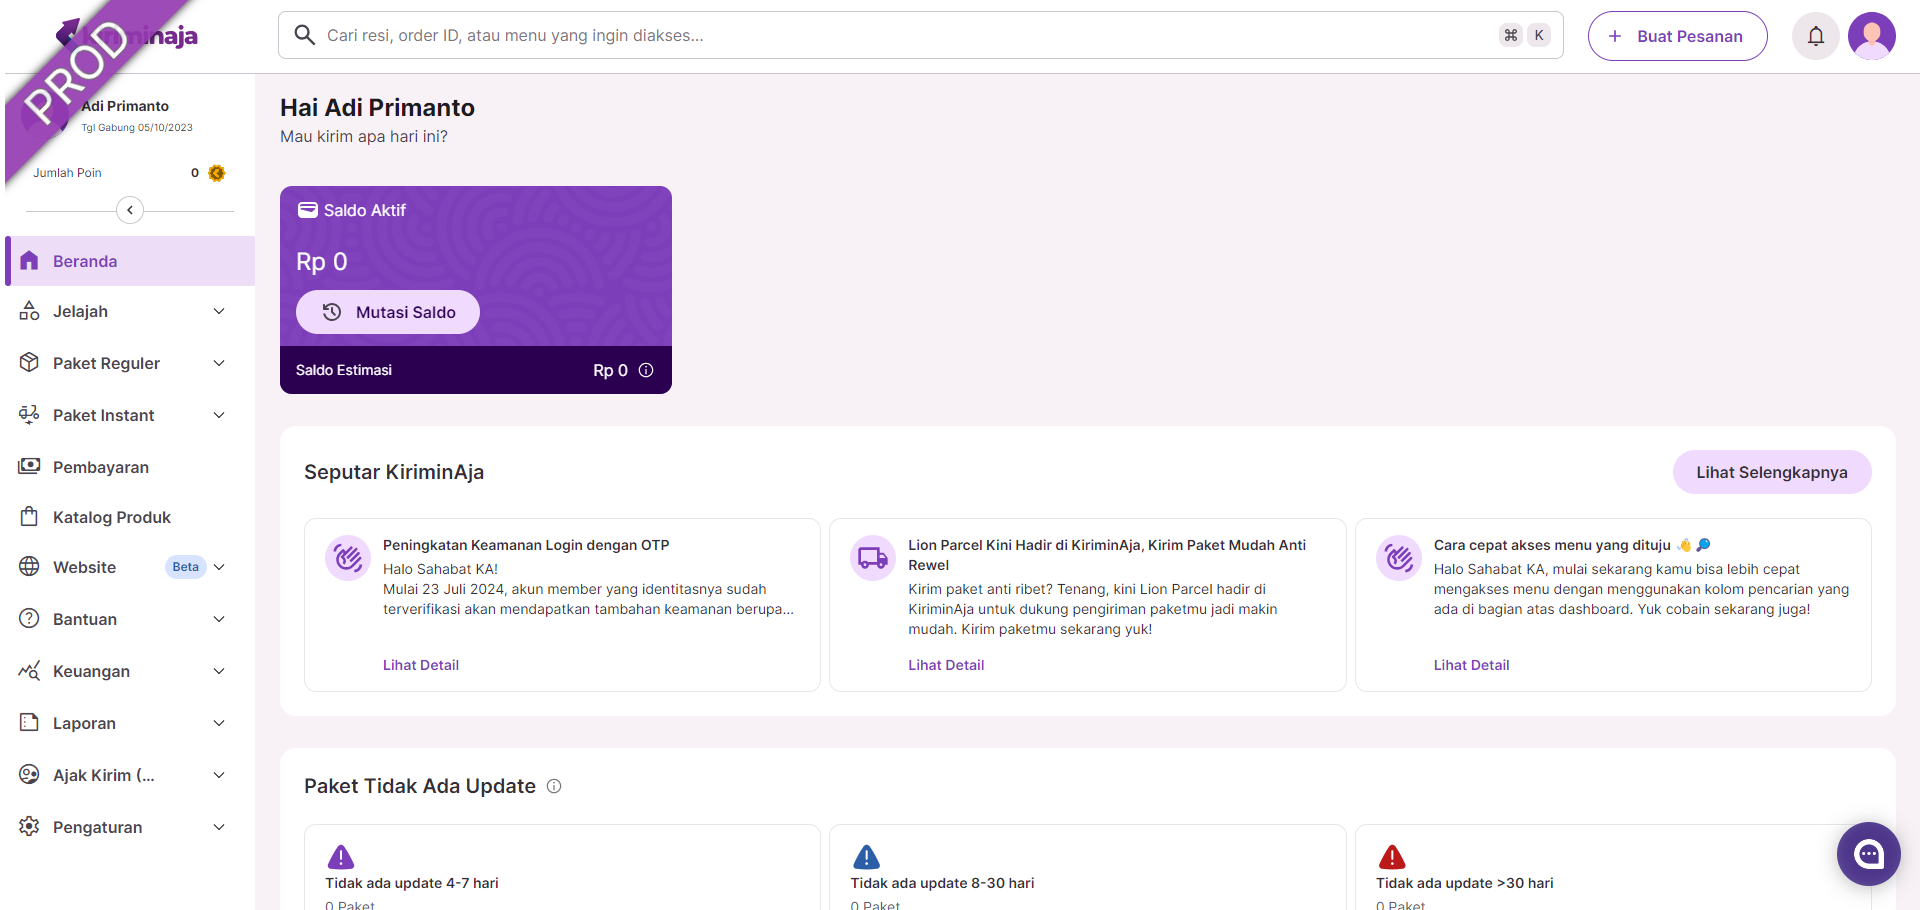 PROD
kiriminaja
Cari resi, order ID, atau menu yang ingin diakses...
⌘ K
+ Buat Pesanan
Adi Primanto
Tgl Gabung 05/10/2023
Jumlah Poin 0
Beranda
Jelajah
Paket Reguler
Paket Instant
Pembayaran
Katalog Produk
Website Beta
Bantuan
Keuangan
Laporan
Ajak Kirim (...
Pengaturan
Hai Adi Primanto
Mau kirim apa hari ini?
Saldo Aktif
Rp 0
Mutasi Saldo
Saldo Estimasi Rp 0
Seputar KiriminAja
Lihat Selengkapnya
Peningkatan Keamanan Login dengan OTP
Halo Sahabat KA!
Mulai 23 Juli 2024, akun member yang identitasnya sudah
terverifikasi akan mendapatkan tambahan keamanan berupa...
Lihat Detail
Lion Parcel Kini Hadir di KiriminAja, Kirim Paket Mudah Anti
Rewel
Kirim paket anti ribet? Tenang, kini Lion Parcel hadir di
KiriminAja untuk dukung pengiriman paketmu jadi makin
mudah. Kirim paketmu sekarang yuk!
Lihat Detail
Cara cepat akses menu yang dituju 👋 🔎
Halo Sahabat KA, mulai sekarang kamu bisa lebih cepat
mengakses menu dengan menggunakan kolom pencarian yang
ada di bagian atas dashboard. Yuk cobain sekarang juga!
Lihat Detail
Paket Tidak Ada Update
Tidak ada update 4-7 hari
0 Paket
Tidak ada update 8-30 hari
0 Paket
Tidak ada update >30 hari
0 Paket